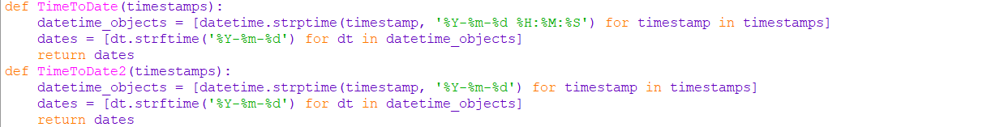 def TimeToDate(timestamps):
    datetime_objects = [datetime.strptime(timestamp, '%Y-%m-%d %H:%M:%S') for timestamp in timestamps]
    dates = [dt.strftime('%Y-%m-%d') for dt in datetime_objects]
    return dates
def TimeToDate2(timestamps):
    datetime_objects = [datetime.strptime(timestamp, '%Y-%m-%d') for timestamp in timestamps]
    dates = [dt.strftime('%Y-%m-%d') for dt in datetime_objects]
    return dates